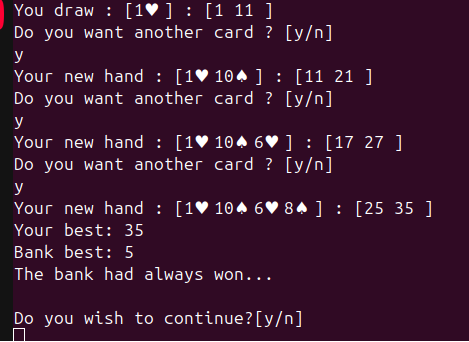 You draw : [1♥] : [1 11 ]
Do you want another card ? [y/n]
y
Your new hand : [1♥10♠] : [11 21 ]
Do you want another card ? [y/n]
y
Your new hand : [1♥10♠6♥] : [17 27 ]
Do you want another card ? [y/n]
y
Your new hand : [1♥10♠6♥8♠] : [25 35 ]
Your best: 35
Bank best: 5
The bank had always won...
Do you wish to continue?[y/n]